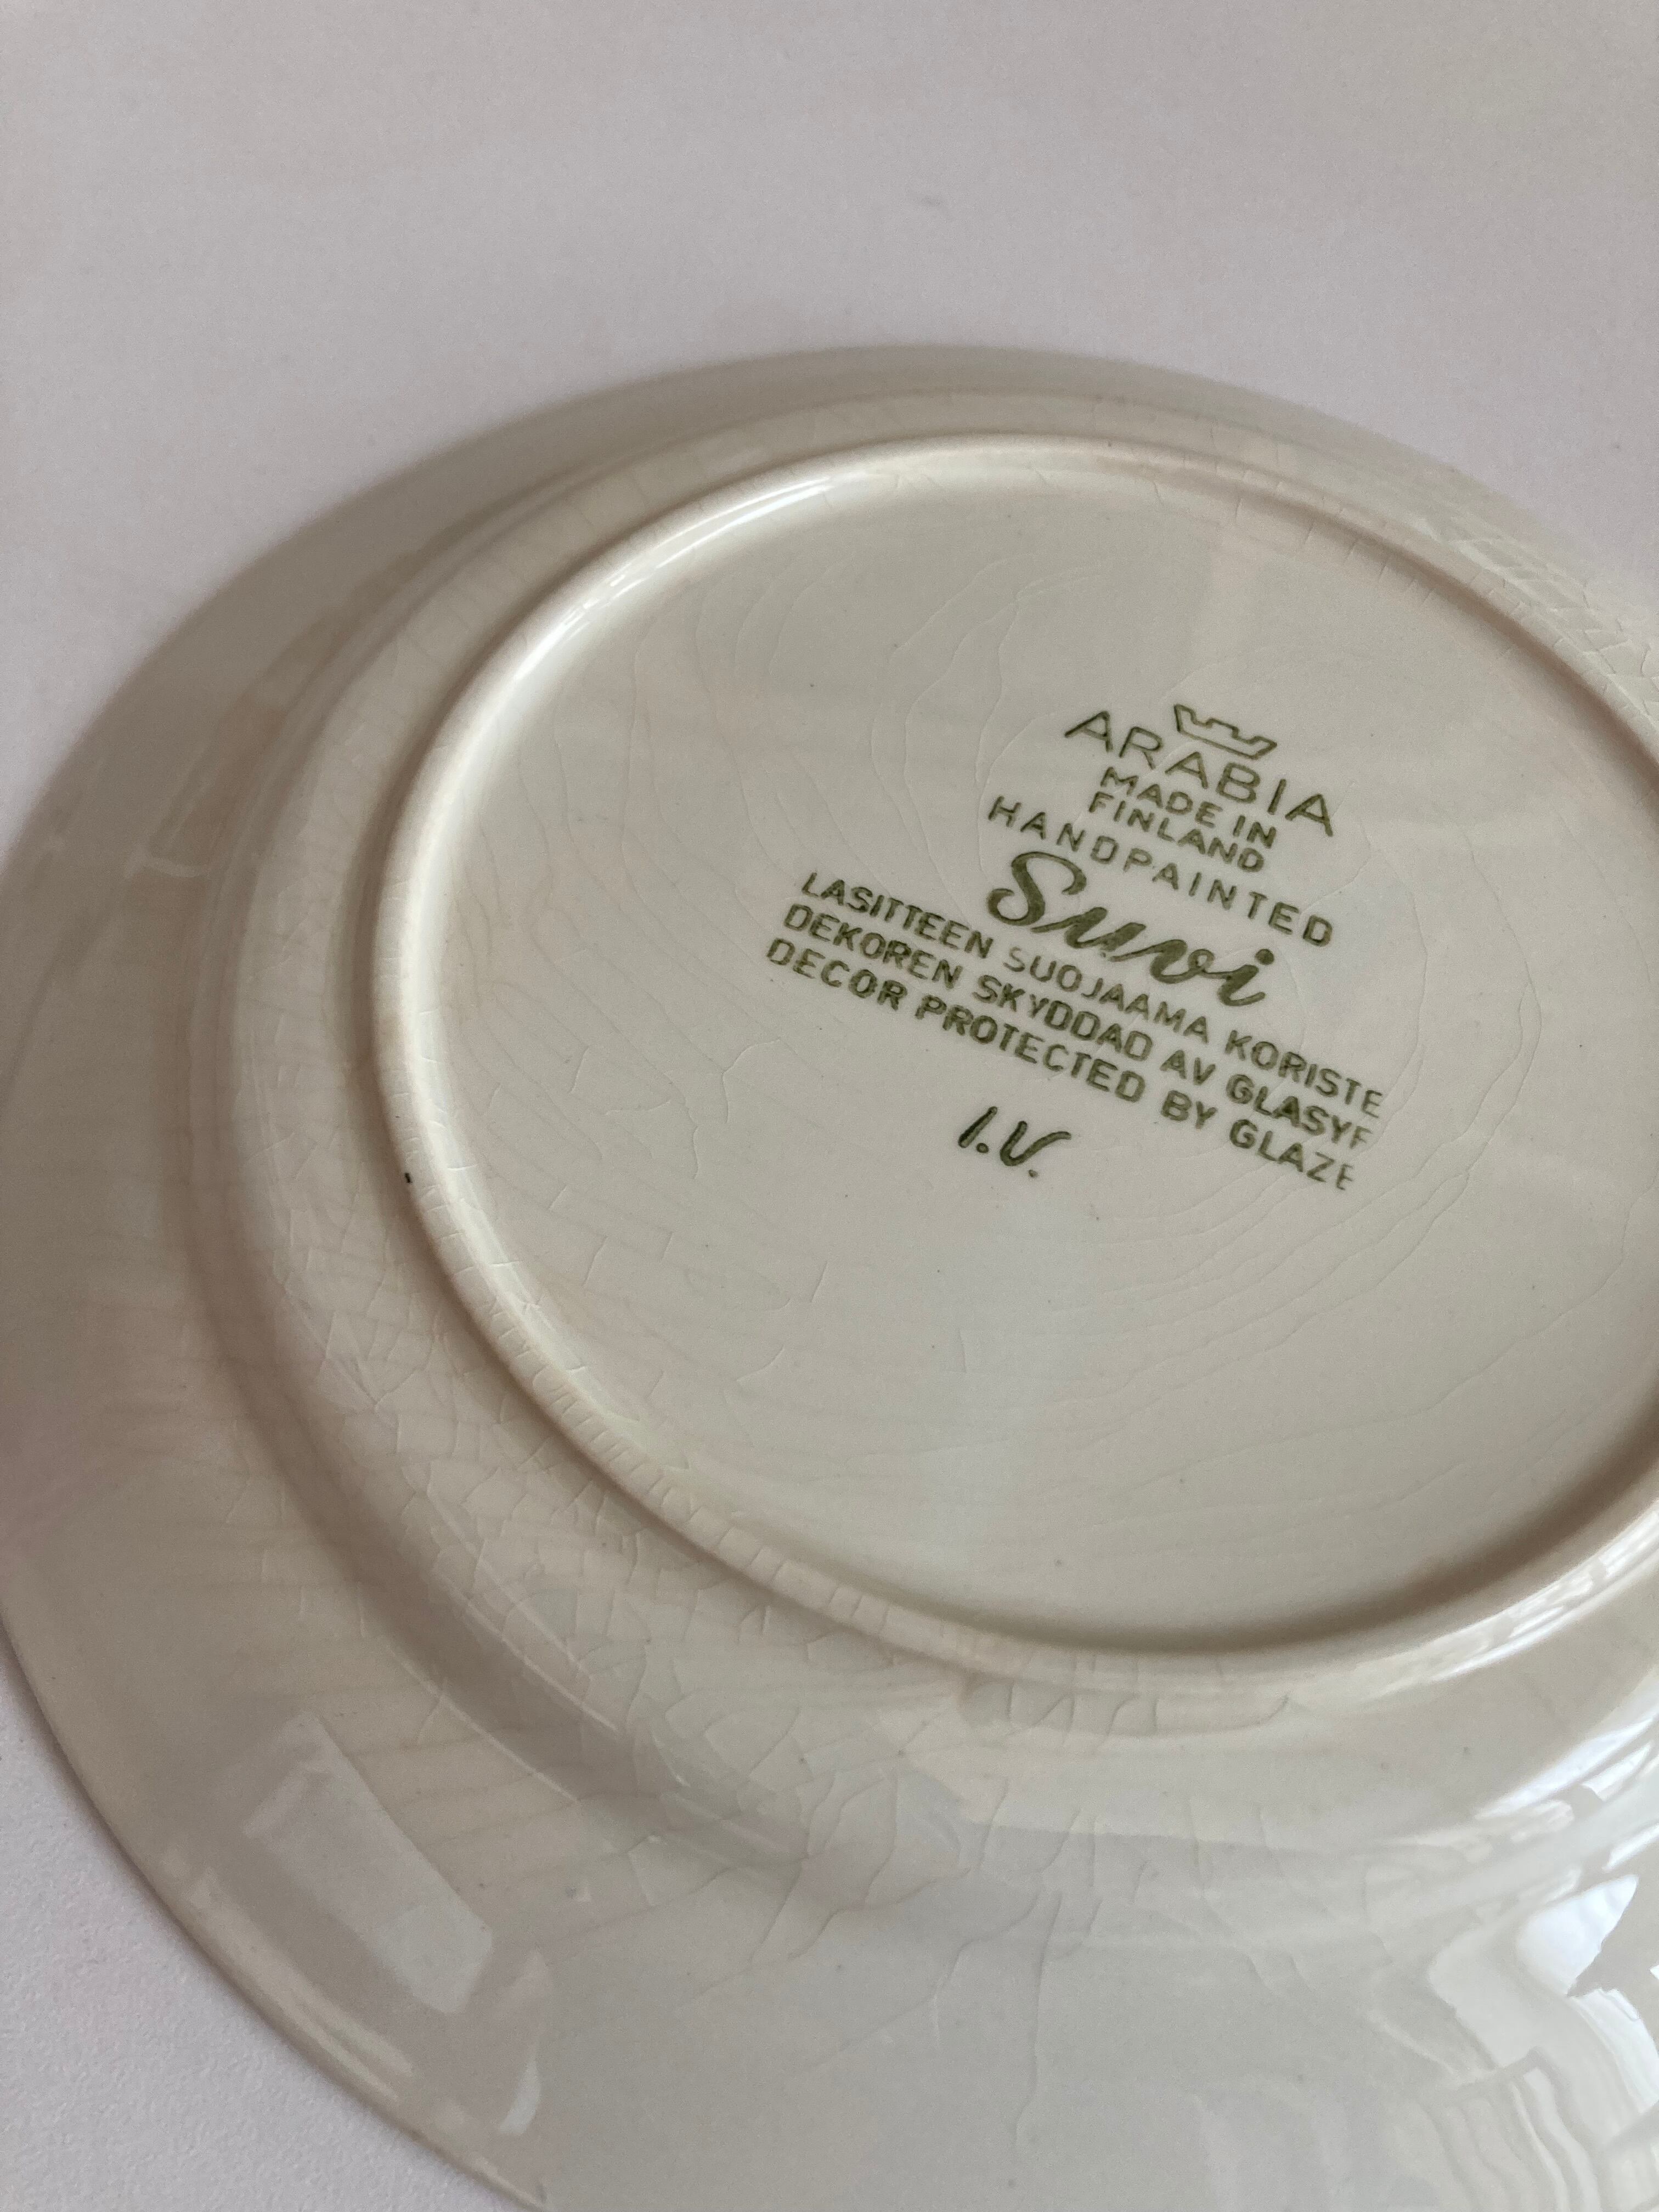 ARABIA
MADE IN
FINLAND
HANDPAINTED
Suvi
LASITTEEN SUOJAAMA KORISTE
DEKOREN SKYDDAD AV GLASYR
DECOR PROTECTED BY GLAZE
I.V.